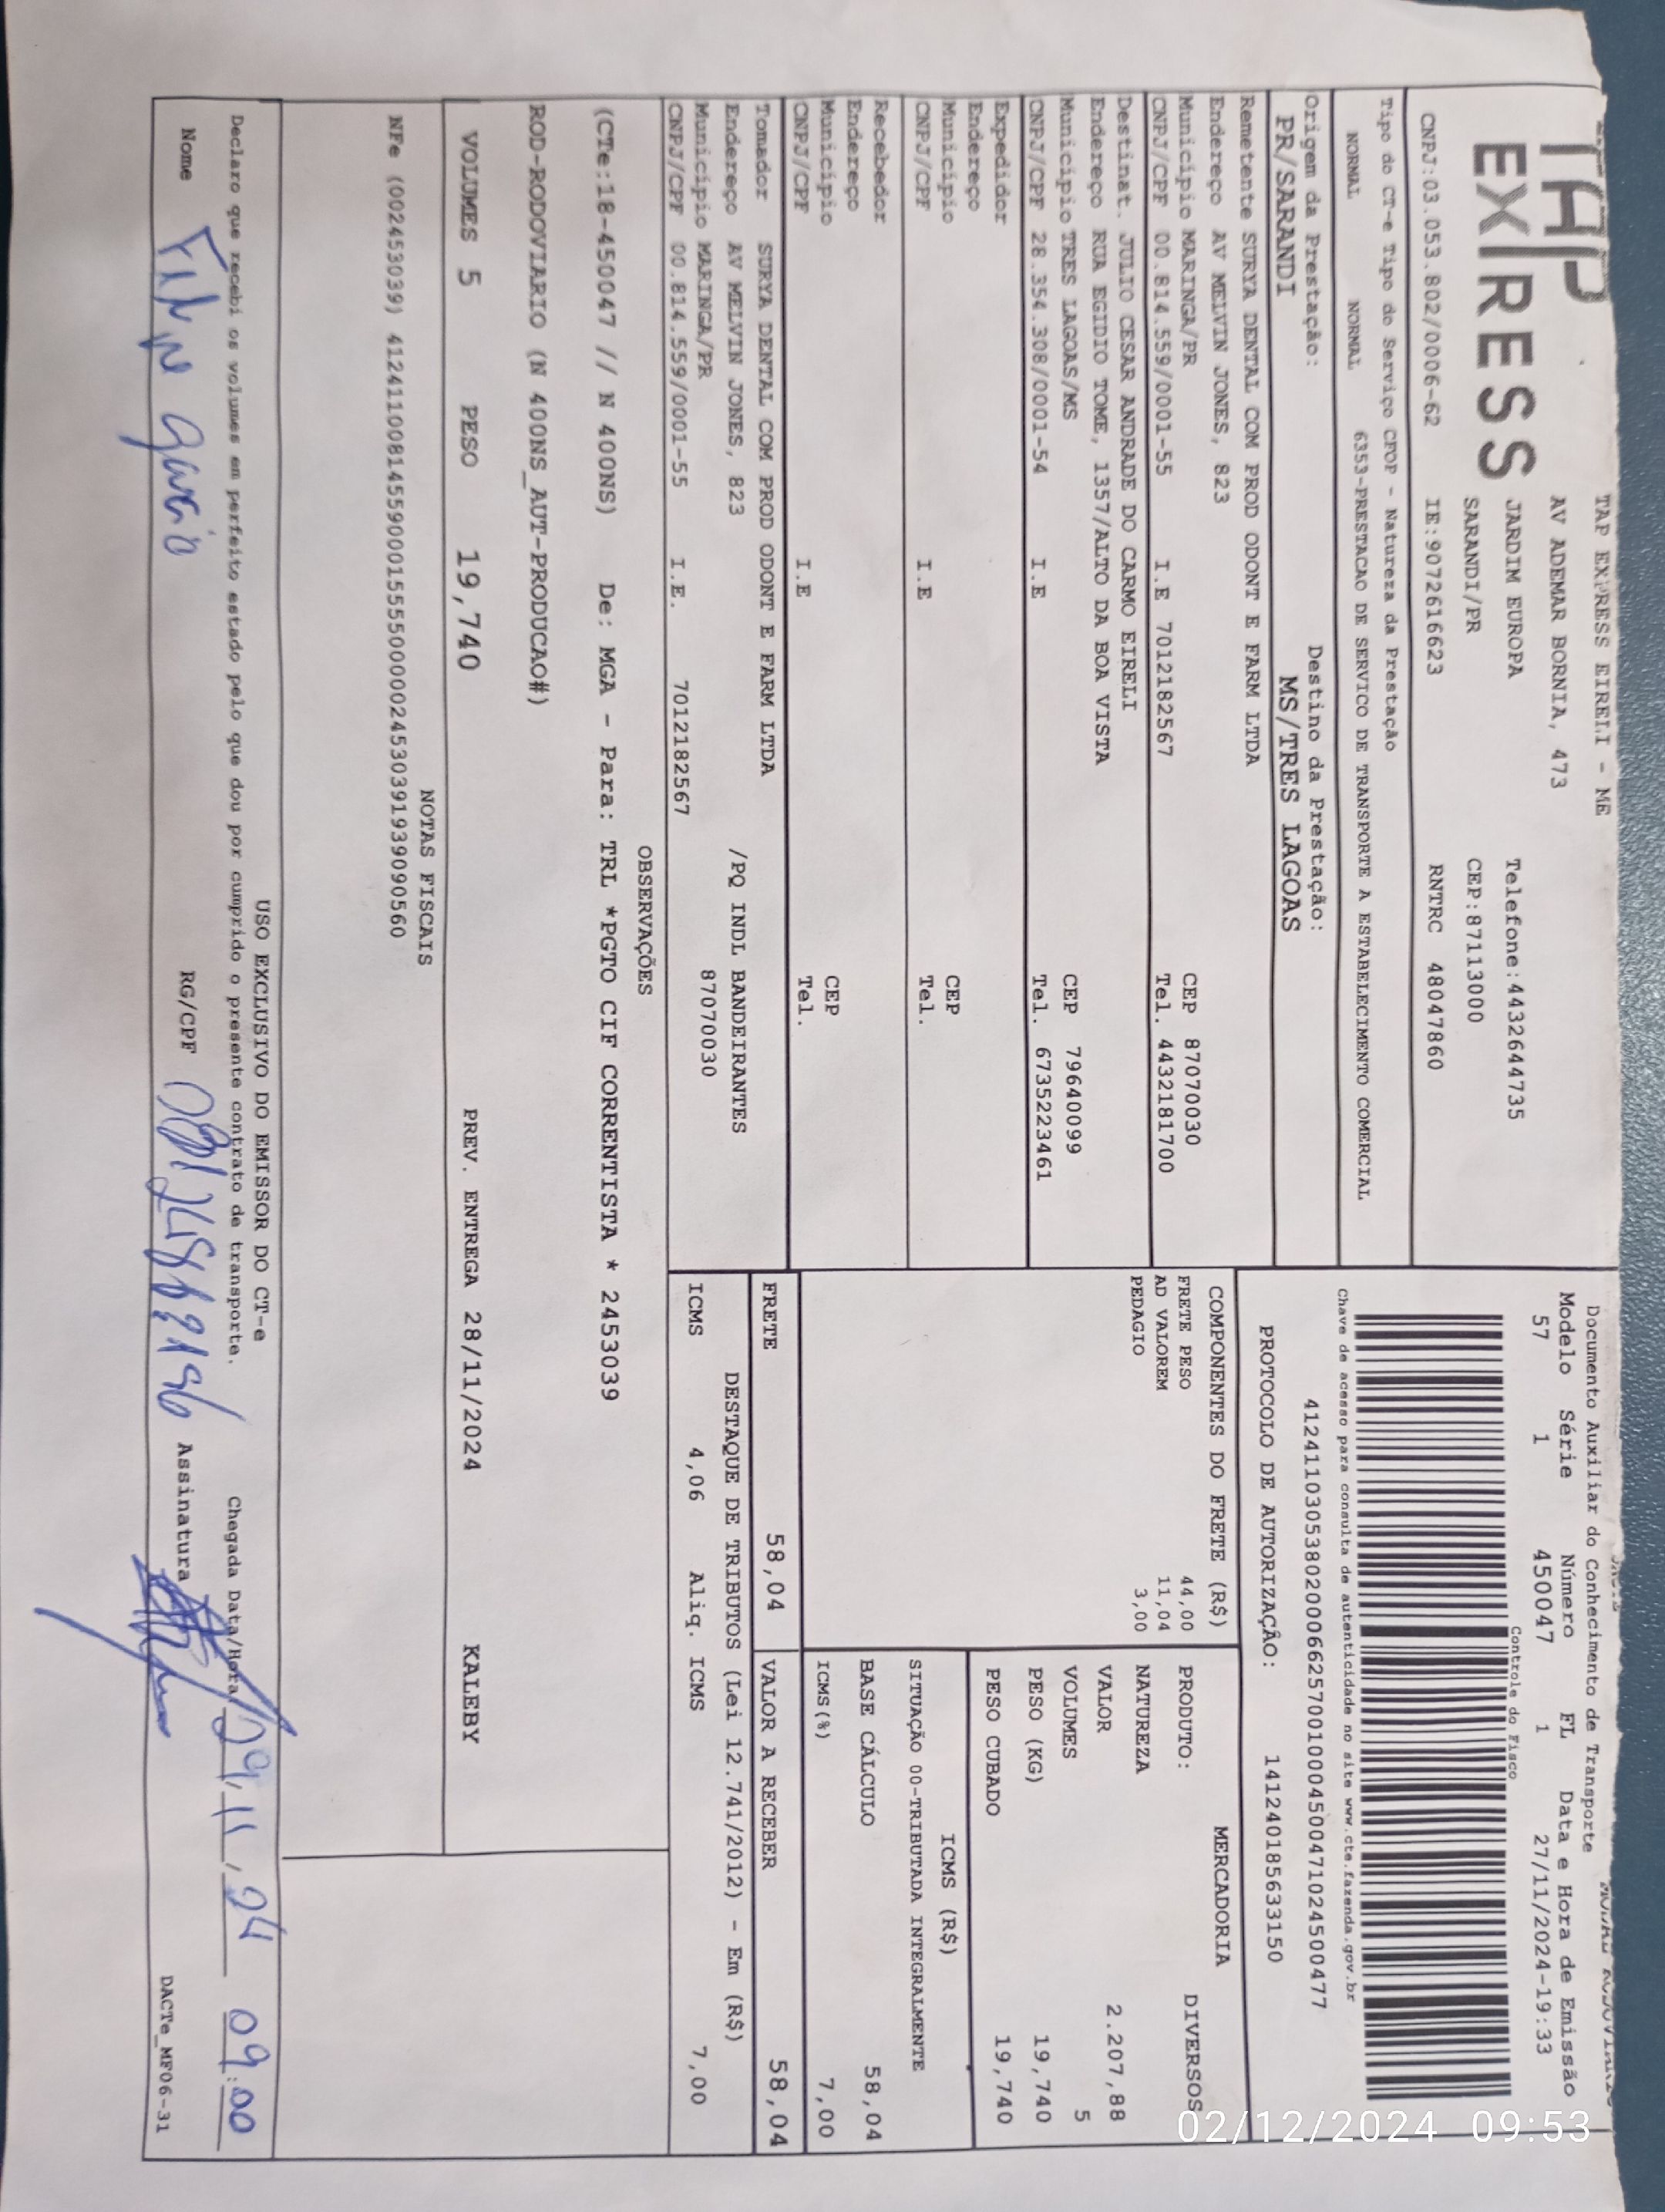 TAP EXPRESS EIRELI - ME
AV ADEMAR BORNIA, 473
JARDIM EUROPA Telefone:4432644735
SARANDI/PR CEP:87113000
TAP
EXPRESS
CNPJ:03.053.802/0006-62 IE:9072616623 RNTRC 48047860
Tipo do CT-e Tipo do Serviço CFOP - Natureza da Prestação
NORMAL NORMAL 6353-PRESTACAO DE SERVICO DE TRANSPORTE A ESTABELECIMENTO COMERCIAL
Origem da Prestação: Destino da Prestação:
PR/SARANDI MS/TRES LAGOAS
Remetente SURYA DENTAL COM PROD ODONT E FARM LTDA
Endereço AV MELVIN JONES, 823
Município MARINGA/PR CEP 87070030
CNPJ/CPF 00.814.559/0001-55 I.E 7012182567 Tel. 4432181700
Destinat. JULIO CESAR ANDRADE DO CARMO EIRELI
Endereço RUA EGIDIO TOME, 1357/ALTO DA BOA VISTA
Município TRES LAGOAS/MS CEP 79640099
CNPJ/CPF 28.354.308/0001-54 I.E Tel. 6735223461
Expedidor
Endereço
Município CEP
CNPJ/CPF I.E Tel.
Recebedor
Endereço
Município CEP
CNPJ/CPF I.E Tel.
Tomador SURYA DENTAL COM PROD ODONT E FARM LTDA
Endereço AV MELVIN JONES, 823 /PQ INDL BANDEIRANTES
Município MARINGA/PR 87070030
CNPJ/CPF 00.814.559/0001-55 I.E. 7012182567
Documento Auxiliar do Conhecimento de Transporte
Modelo Série Número FL Data e Hora de Emissão
57 1 450047 1 27/11/2024-19:33
Controle do Fisco
Chave de acesso para consulta de autenticidade no site www.cte.fazenda.gov.br
41241103053802000662570010004500471024500477
PROTOCOLO DE AUTORIZAÇÃO: 141240185633150
COMPONENTES DO FRETE (R$)
FRETE PESO 44,00
AD VALOREM 11,04
PEDAGIO 3,00
MERCADORIA
PRODUTO: DIVERSOS
NATUREZA
VALOR 2.207,88
VOLUMES 5
PESO (KG) 19,740
PESO CUBADO 19,740
ICMS (R$)
SITUAÇÃO 00-TRIBUTADA INTEGRALMENTE
BASE CÁLCULO 58,04
ICMS(%) 7,00
FRETE 58,04 VALOR A RECEBER 58,04
DESTAQUE DE TRIBUTOS (Lei 12.741/2012) - Em (R$)
ICMS 4,06 Aliq. ICMS 7,00
OBSERVAÇÕES
(CTe:18-450047 // N 400NS) De: MGA - Para: TRL *PGTO CIF CORRENTISTA * 2453039
ROD-RODOVIARIO (N 400NS_AUT-PRODUCAO#)
VOLUMES 5 PESO 19,740 PREV. ENTREGA 28/11/2024 KALEBY
NOTAS FISCAIS
NFe (002453039) 41241100814559000155550000024530391939090560
USO EXCLUSIVO DO EMISSOR DO CT-e
Declaro que recebi os volumes em perfeito estado pelo que dou por cumprido o presente contrato de transporte. Chegada Data/Hora 29/11/24 09:00
Nome RG/CPF Assinatura
DACTe_MF06-31
02/12/2024 09:53